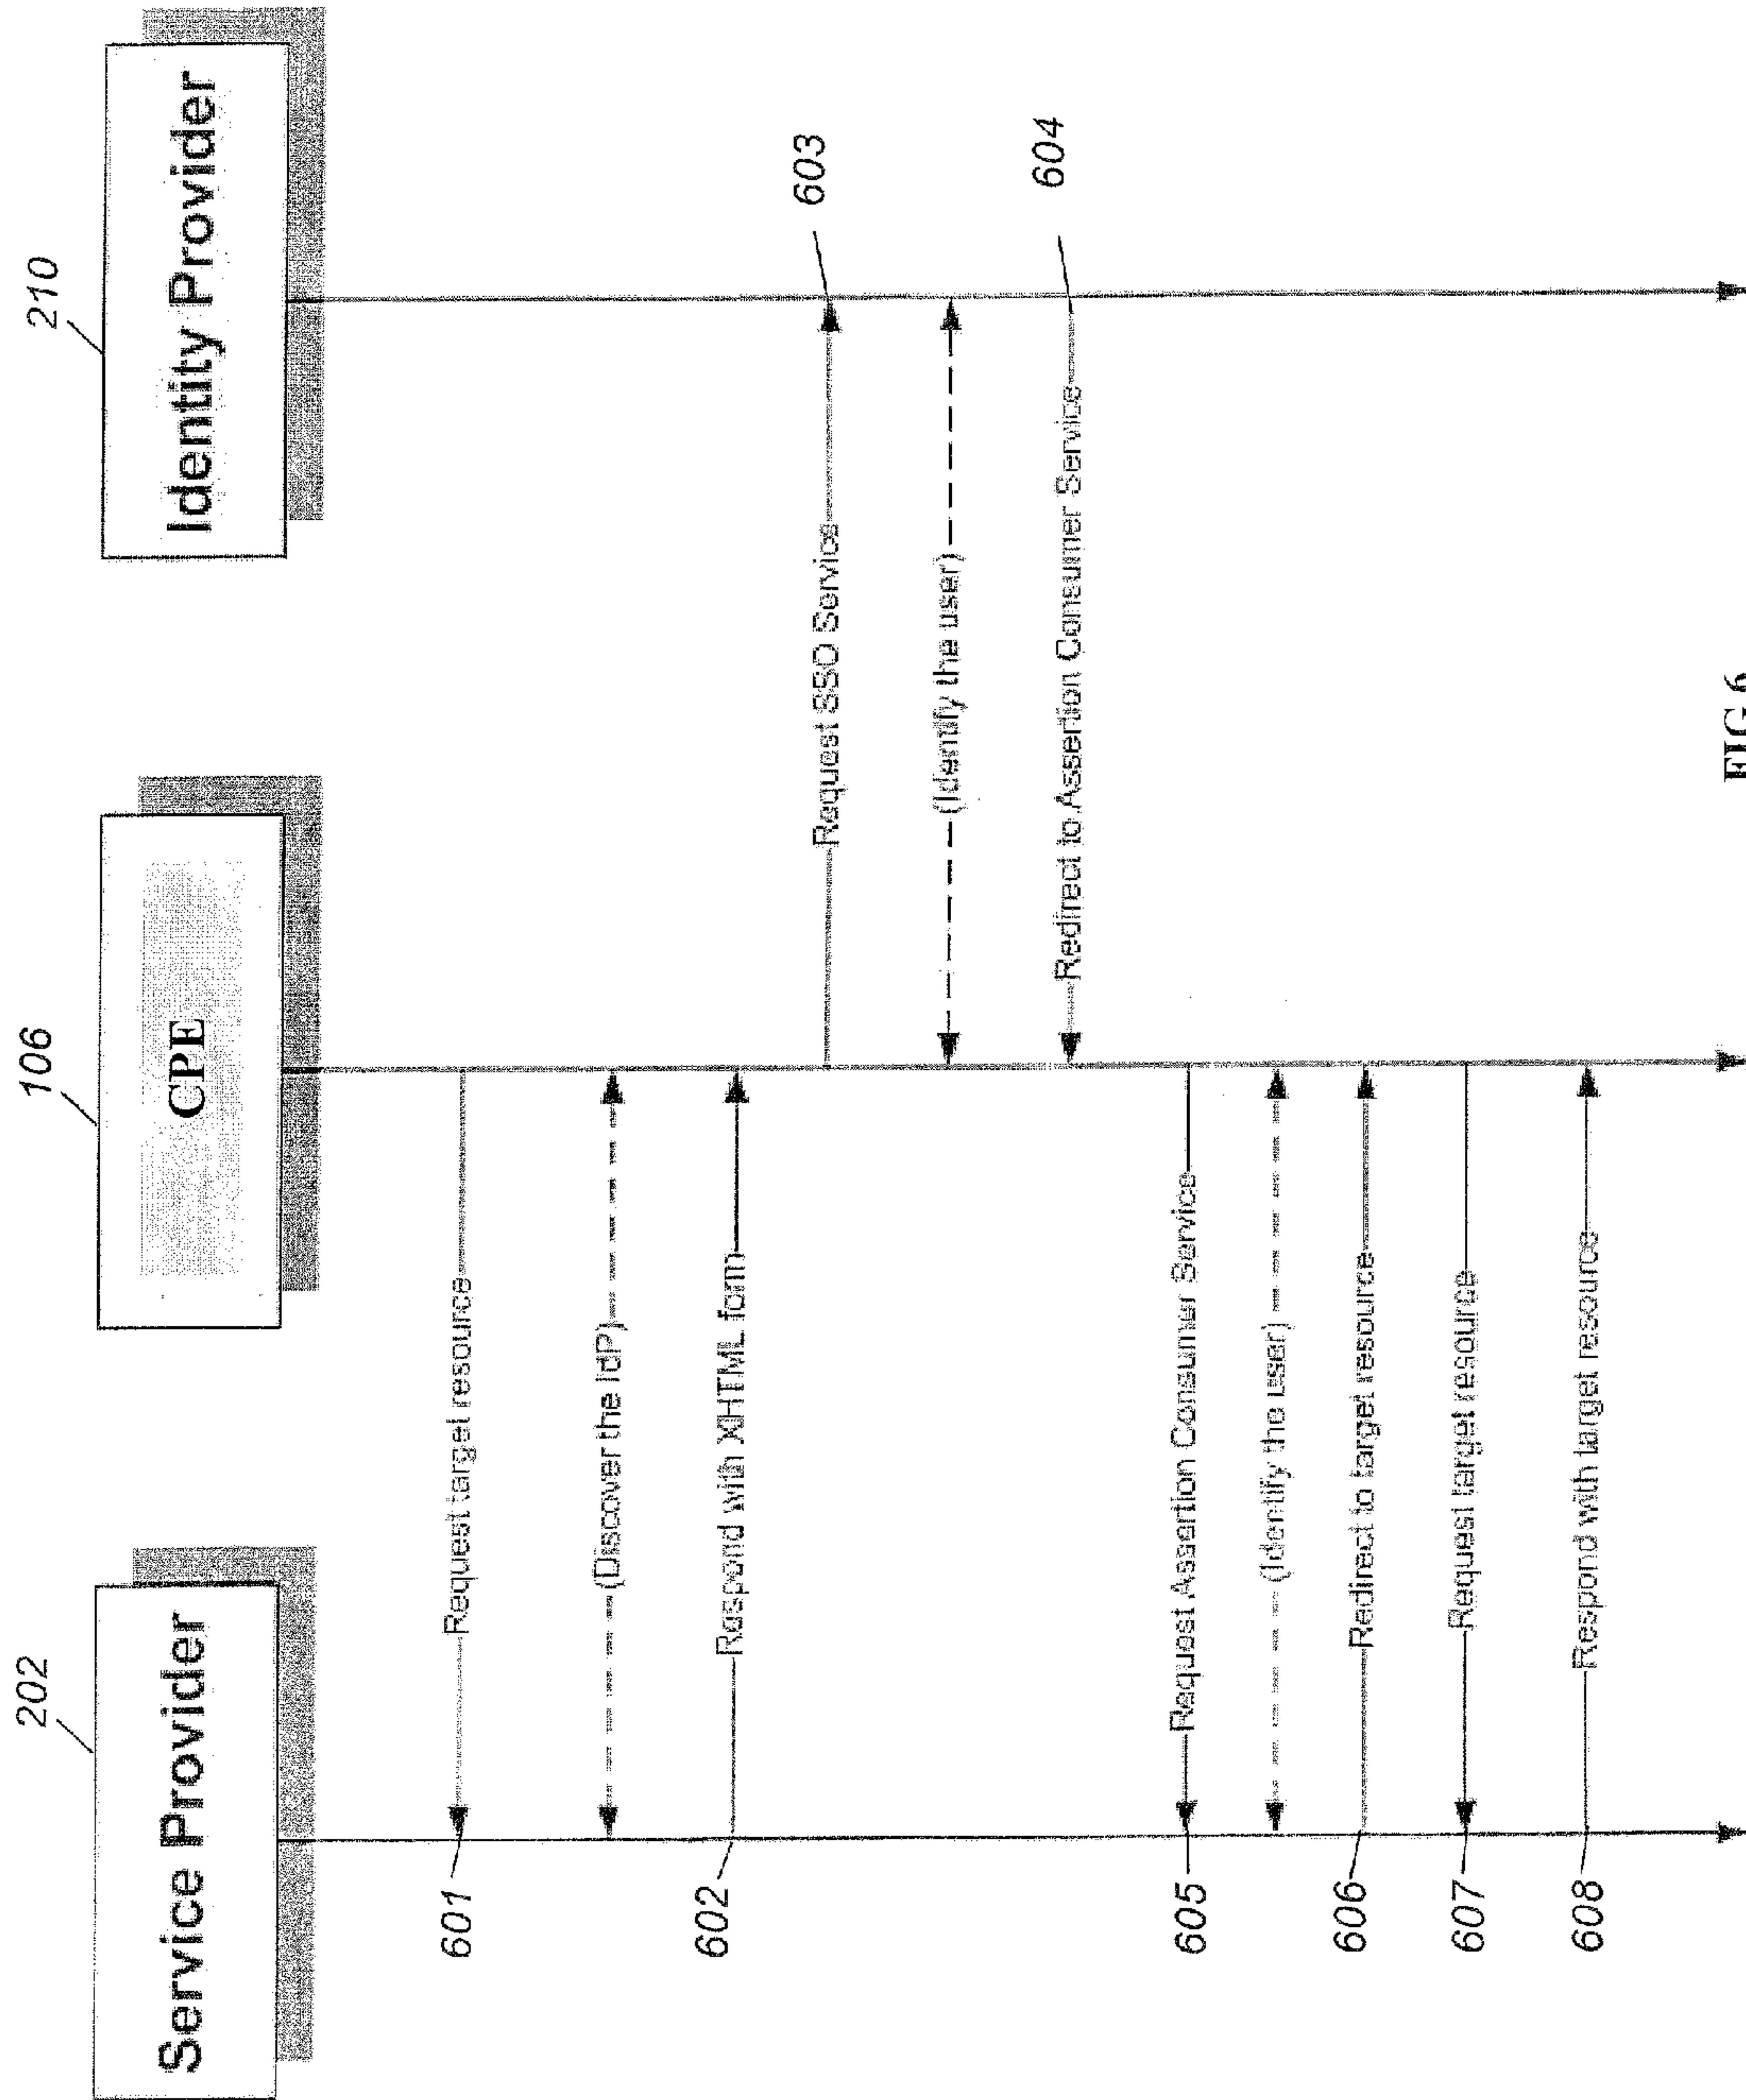 202
Service Provider
106
CPE
210
Identity Provider
601
Request target resource
(Discover the IdP)
602
Respond with XHTML form
Request SSO Service
603
(Identify the user)
Redirect to Assertion Consumer Service
604
605
Request Assertion Consumer Service
(Identify the user)
606
Redirect to target resource
607
Request target resource
608
Respond with target resource
FIG 6